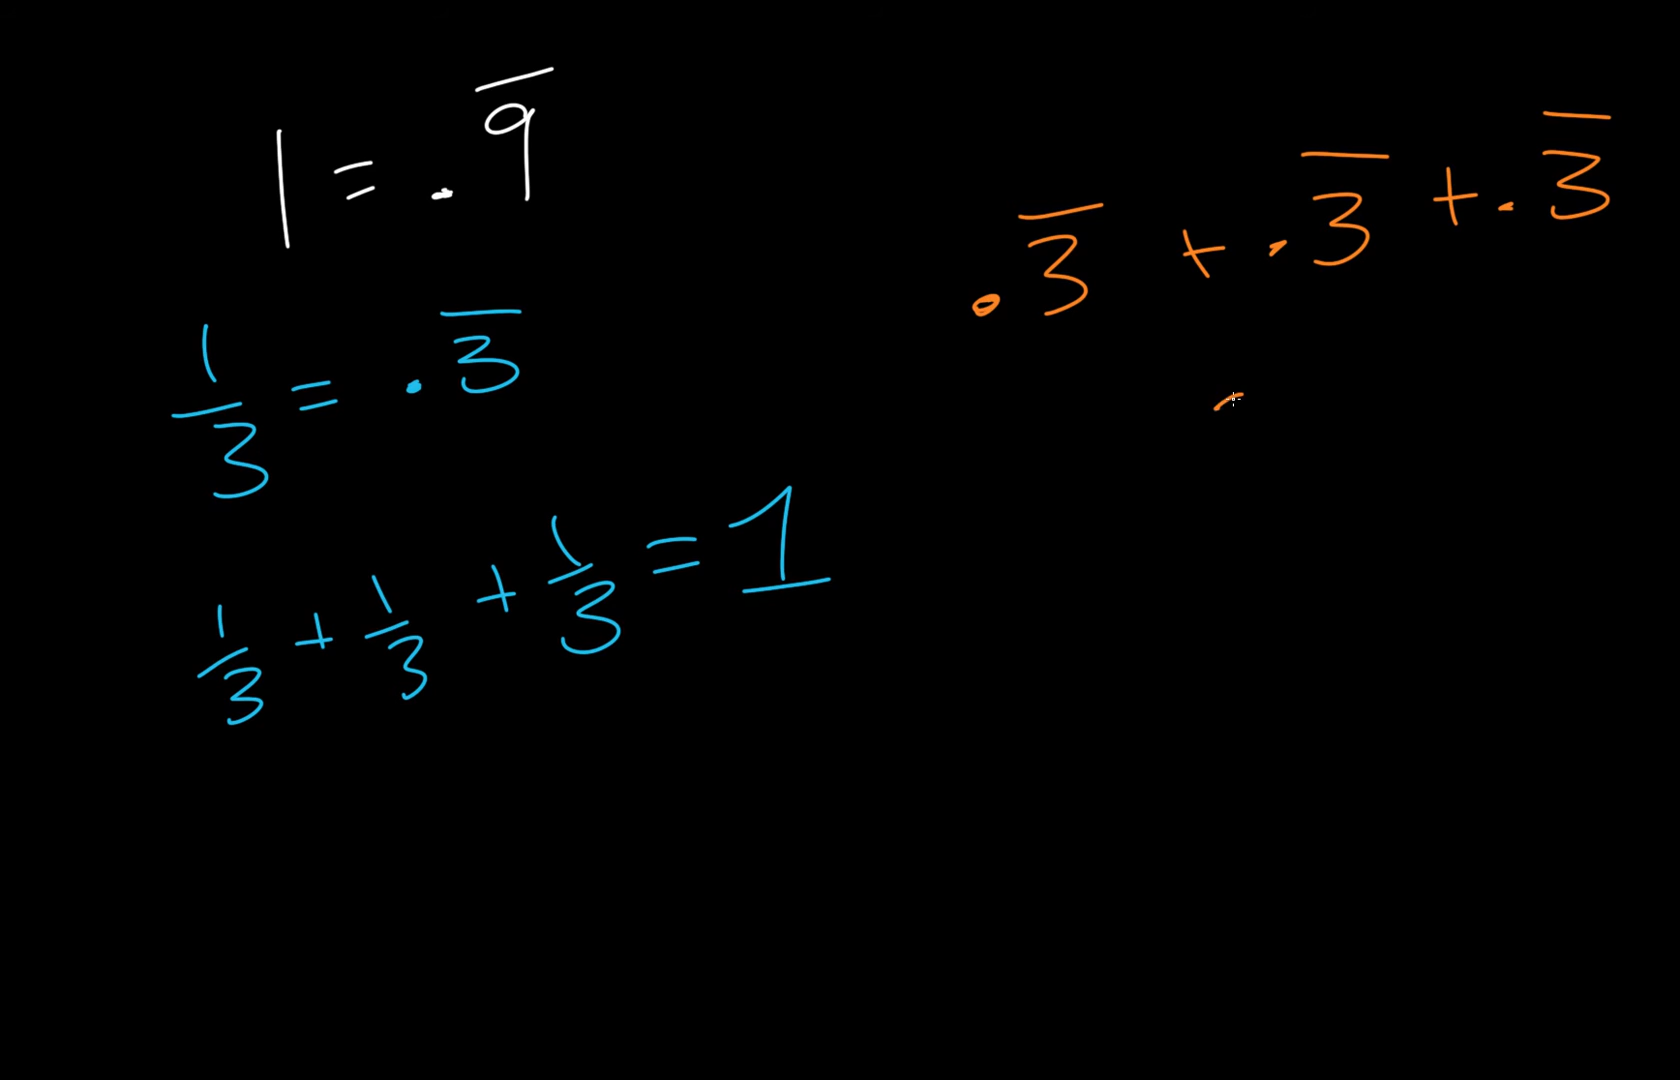 1 = .9̅
1/3 = .3̅
1/3 + 1/3 + 1/3 = 1
.3̅ + .3̅ + .3̅